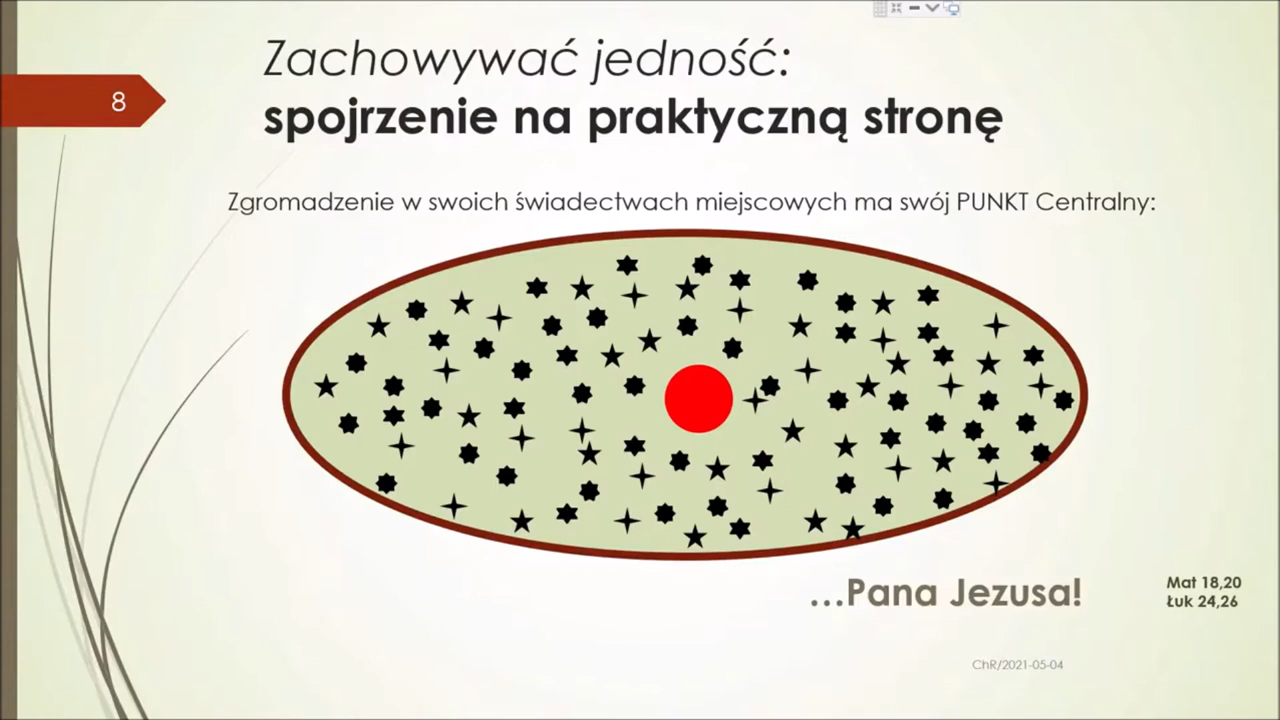 8
Zachowywać jedność:
spojrzenie na praktyczną stronę
Zgromadzenie w swoich świadectwach miejscowych ma swój PUNKT Centralny:
…Pana Jezusa!
Mat 18,20
Łuk 24,26
ChR/2021-05-04